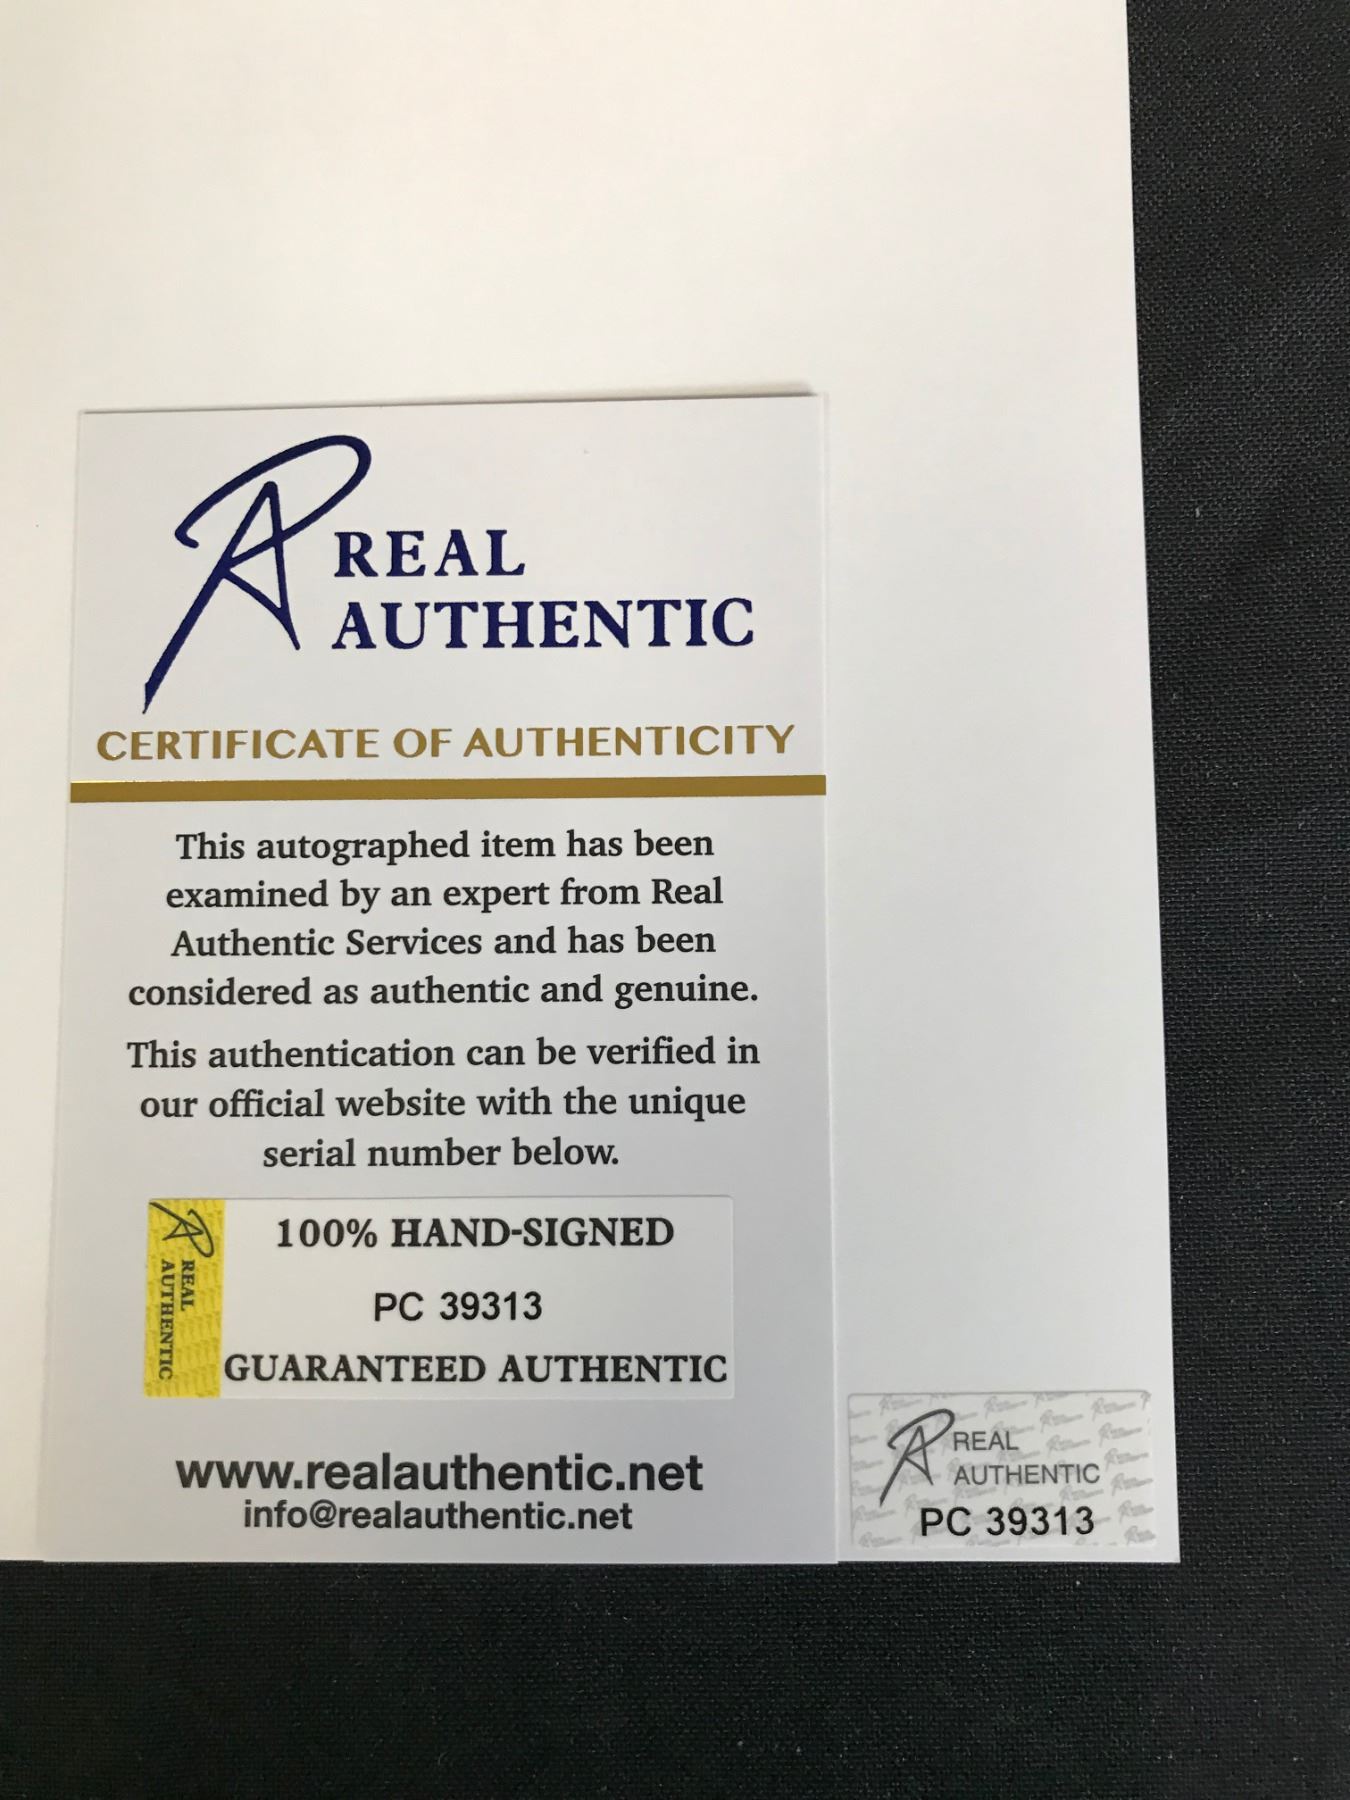 REAL
AUTHENTIC
CERTIFICATE OF AUTHENTICITY
This autographed item has been
examined by an expert from Real
Authentic Services and has been
considered as authentic and genuine.
This authentication can be verified in
our official website with the unique
serial number below.
REAL
AUTHENTIC
100% HAND-SIGNED
PC 39313
GUARANTEED AUTHENTIC
www.realauthentic.net
info@realauthentic.net
REAL
AUTHENTIC
PC 39313